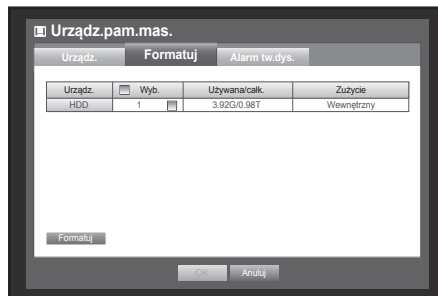 Urządz.pam.mas.
Urządz. Formatuj Alarm tw.dys.
Urządz. Wyb. Używana/całk. Zużycie
HDD 1 3.92G/0.98T Wewnętrzny
Formatuj
OK Anuluj